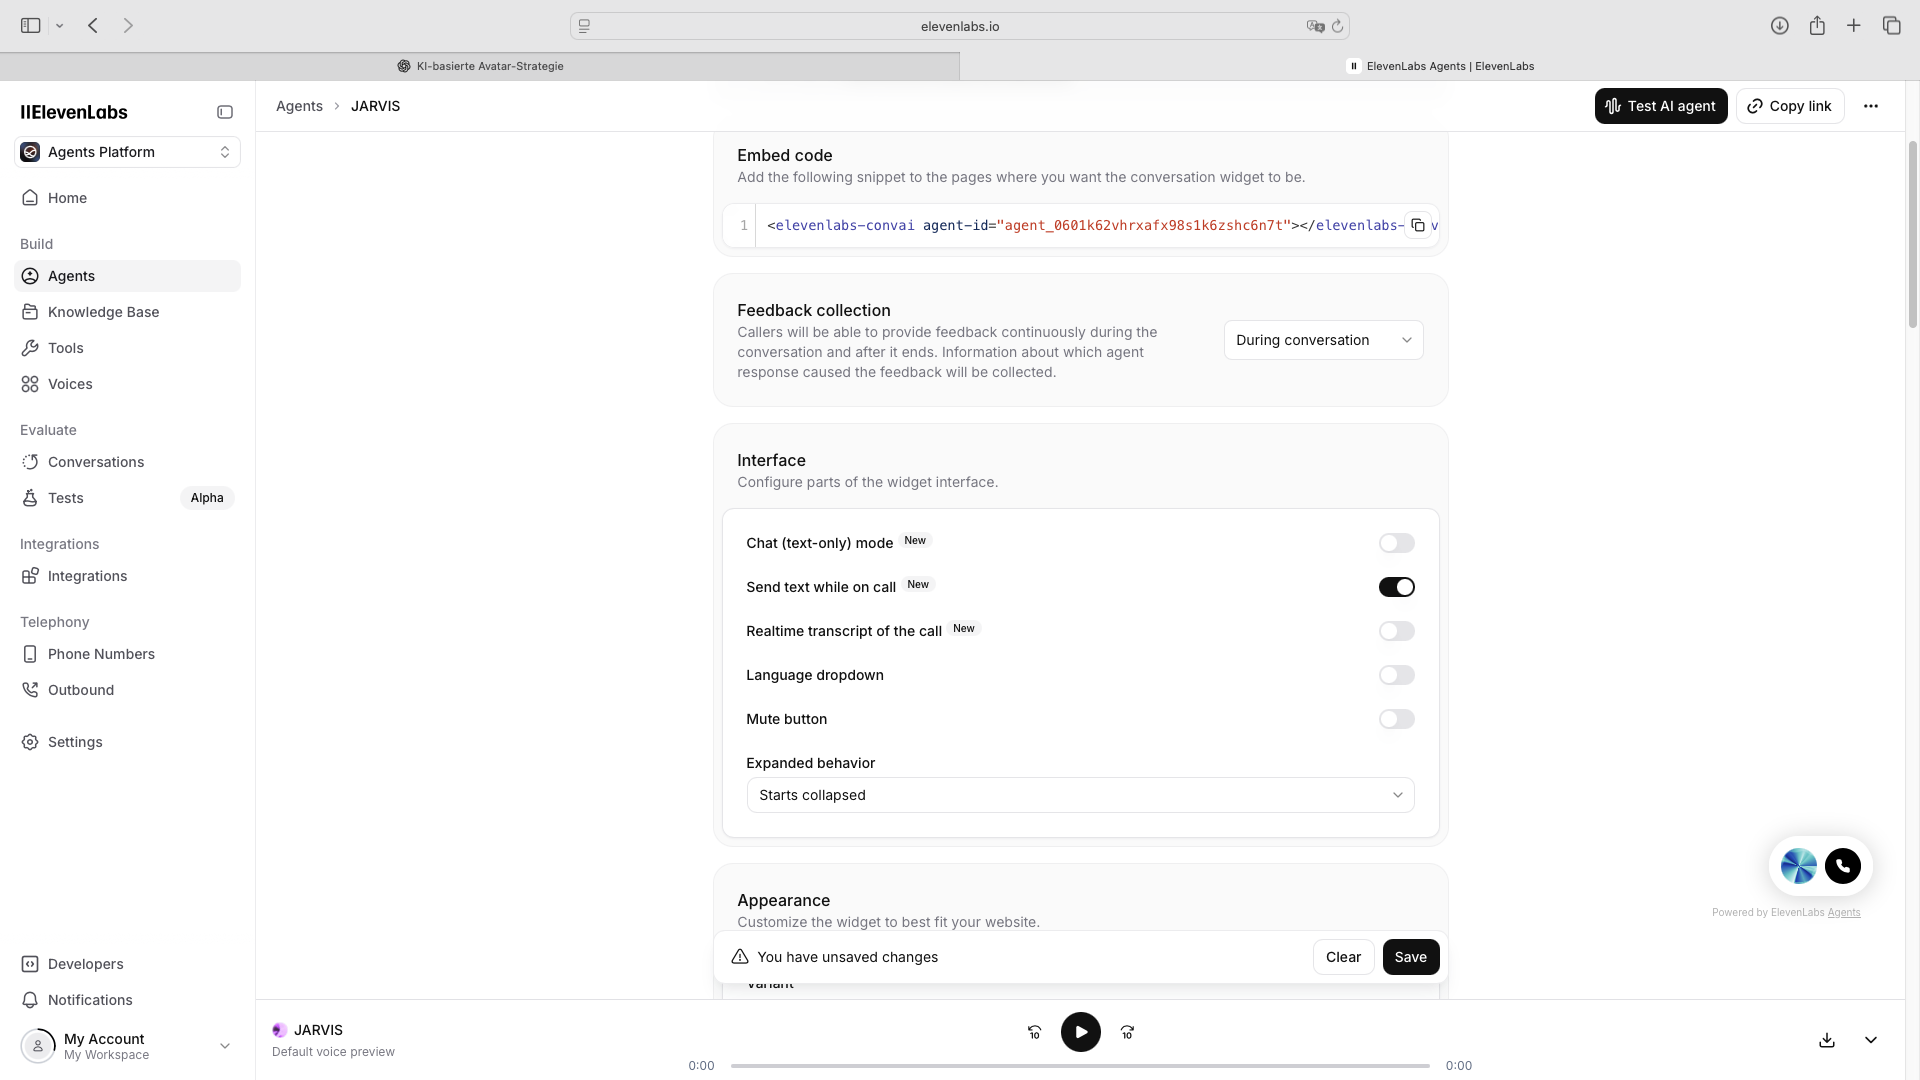 elevenlabs.io
KI-basierte Avatar-Strategie
ElevenLabs Agents | ElevenLabs
IIElevenLabs
Agents Platform
Home
Build
Agents
Knowledge Base
Tools
Voices
Evaluate
Conversations
Tests Alpha
Integrations
Integrations
Telephony
Phone Numbers
Outbound
Settings
Developers
Notifications
My Account
My Workspace
Agents > JARVIS
Test AI agent
Copy link
Embed code
Add the following snippet to the pages where you want the conversation widget to be.
1 <elevenlabs-convai agent-id="agent_0601k62vhrxafx98s1k6zshc6n7t"></elevenlabs- v
Feedback collection
Callers will be able to provide feedback continuously during the
conversation and after it ends. Information about which agent
response caused the feedback will be collected.
During conversation
Interface
Configure parts of the widget interface.
Chat (text-only) mode New
Send text while on call New
Realtime transcript of the call New
Language dropdown
Mute button
Expanded behavior
Starts collapsed
Appearance
Customize the widget to best fit your website.
You have unsaved changes
Clear
Save
Variant
Powered by ElevenLabs Agents
JARVIS
Default voice preview
10
10
0:00
0:00